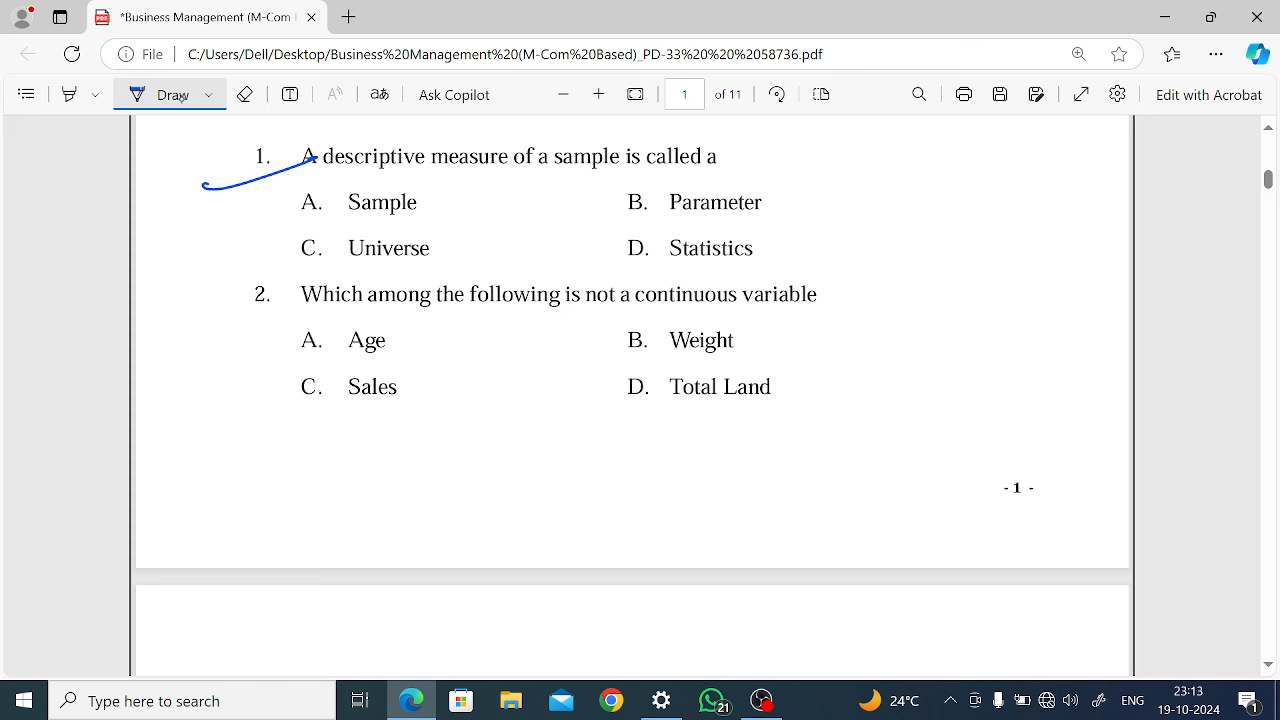 *Business Management (M-Com
File C:/Users/Dell/Desktop/Business%20Management%20(M-Com%20Based)_PD-33%20%20%2058736.pdf
Draw aあ Ask Copilot 1 of 11 Edit with Acrobat
1. A descriptive measure of a sample is called a
A. Sample B. Parameter
C. Universe D. Statistics
2. Which among the following is not a continuous variable
A. Age B. Weight
C. Sales D. Total Land
- 1 -
Type here to search 21 24°C ENG 23:13
19-10-2024 1